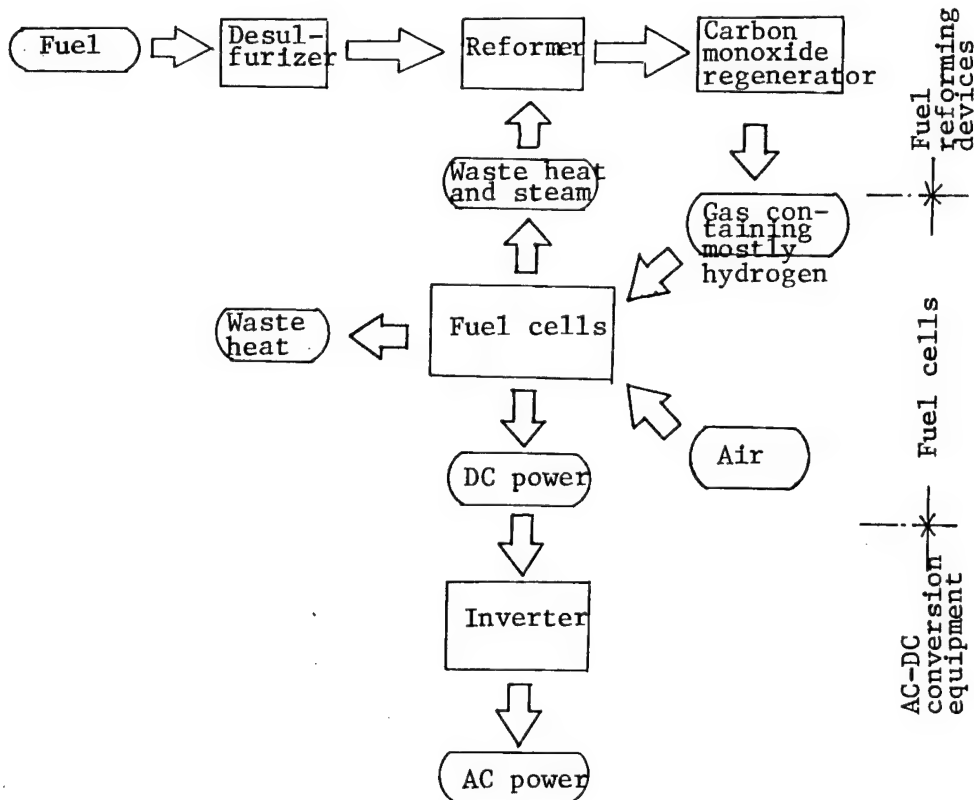 Fuel
Desul-
furizer
Reformer
Carbon
monoxide
regenerator
Fuel
reforming
devices
Waste heat
and steam
Gas con-
taining
mostly
hydrogen
Waste
heat
Fuel cells
Fuel cells
Air
DC power
Inverter
AC-DC
conversion
equipment
AC power